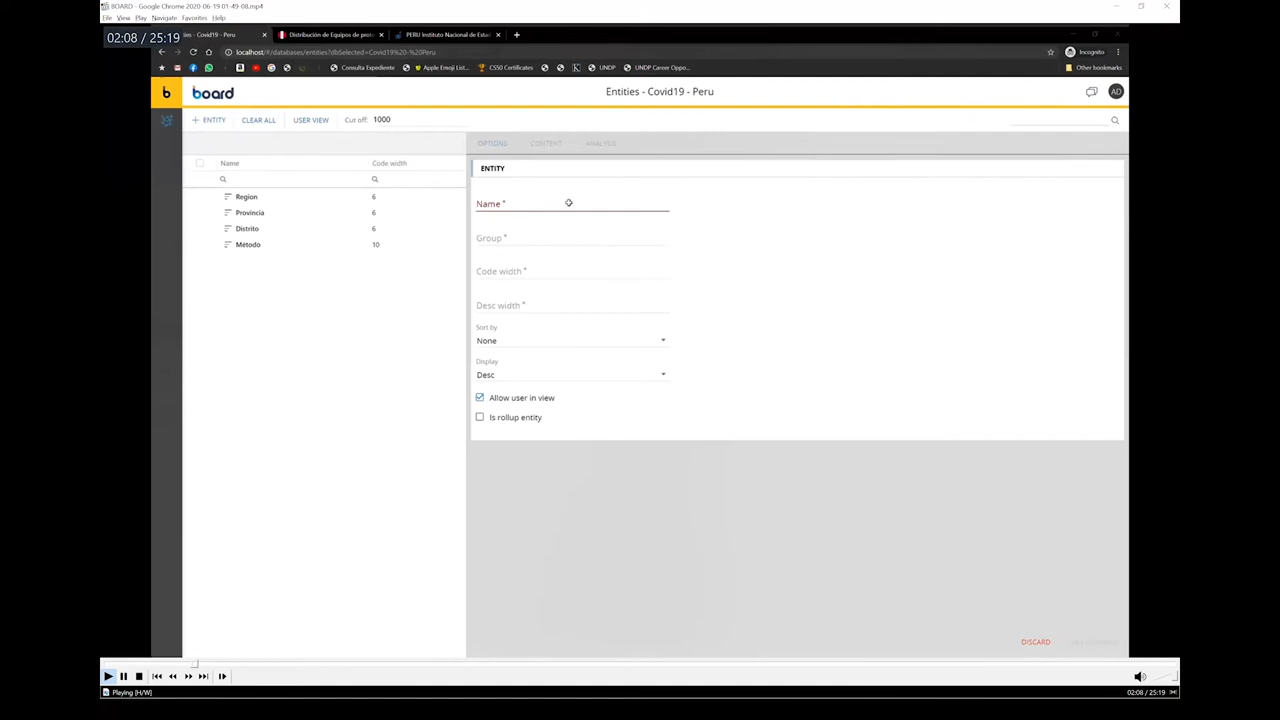 BOARD - Google Chrome 2020-06-19 01-49-08.mp4
File View Play Navigate Favorites Help
02:08 / 25:19
ies - Covid19 - Peru
Distribución de Equipos de prote
PERU Instituto Nacional de Estad
localhost/#/databases/entities?dbSelected=Covid19%20-%20Peru
Incognito
Consulta Expediente
Apple Emoji List...
CS50 Certificates
UNDP
UNDP Career Oppo...
Other bookmarks
b board
Entities - Covid19 - Peru
AD
+ ENTITY CLEAR ALL USER VIEW Cut off: 1000
OPTIONS CONTENT ANALYSIS
Name Code width
ENTITY
Region 6
Provincia 6
Distrito 6
Método 10
Name *
Group *
Code width *
Desc width *
Sort by
None
Display
Desc
Allow user in view
Is rollup entity
DISCARD
Playing [H/W]
02:08 / 25:19